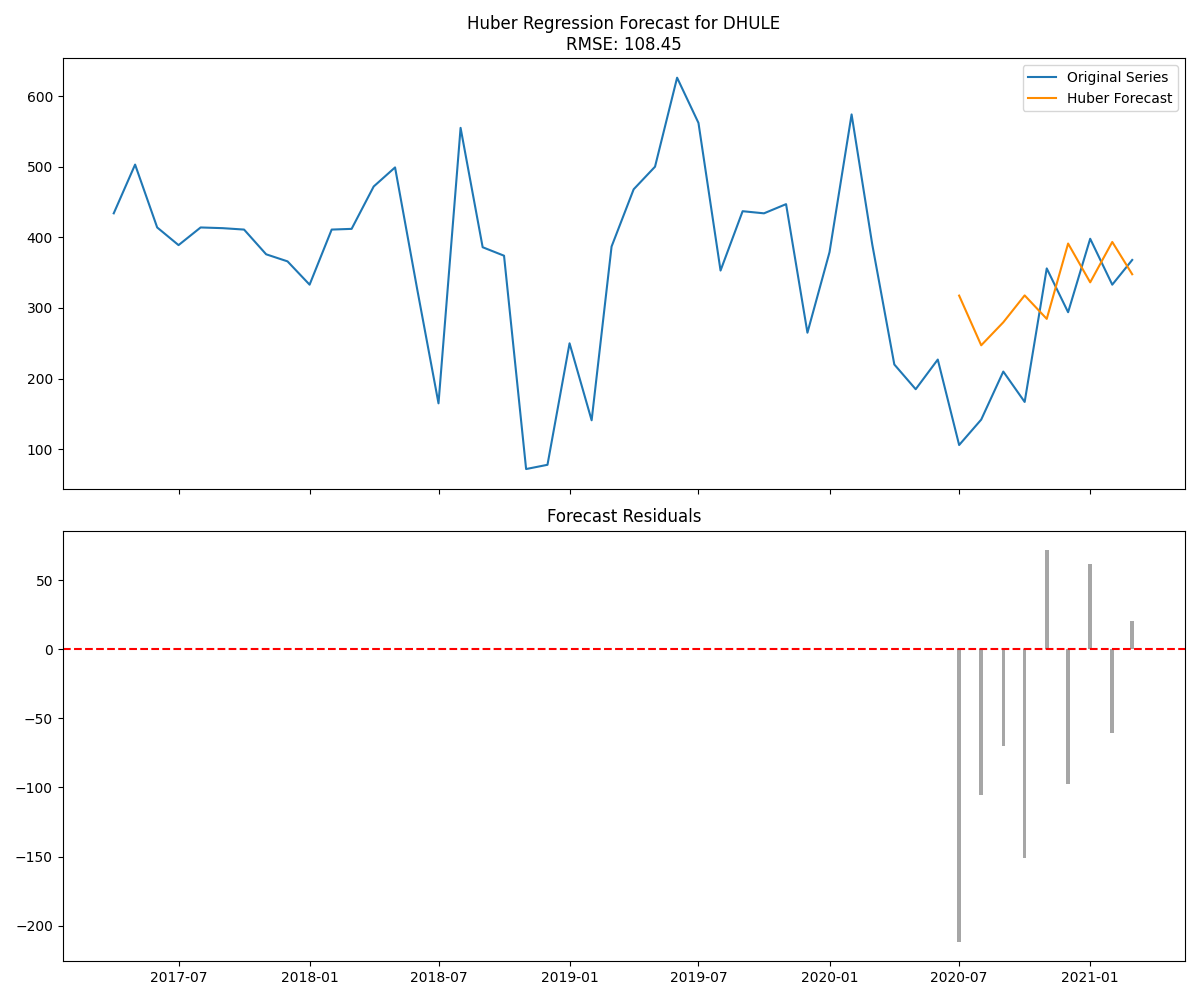 Huber Regression Forecast for DHULE
RMSE: 108.45
Original Series
Huber Forecast
600
500
400
300
200
100
Forecast Residuals
50
0
−50
−100
−150
−200
2017-07 2018-01 2018-07 2019-01 2019-07 2020-01 2020-07 2021-01